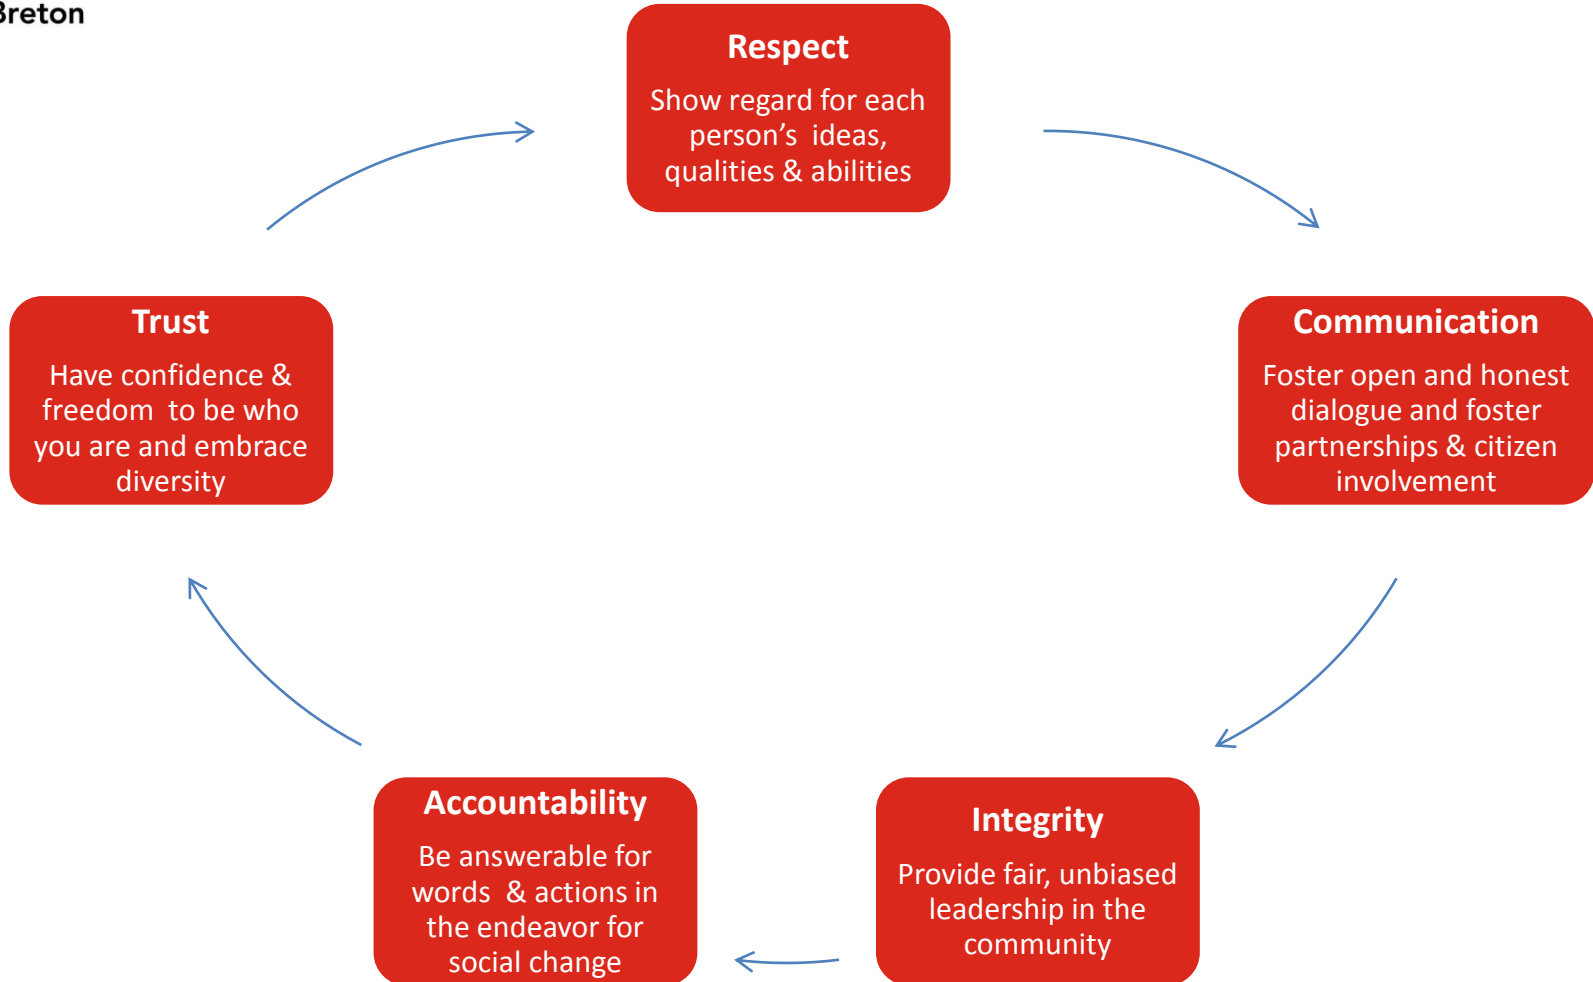 Breton
Respect
Show regard for each
person’s ideas,
qualities & abilities
Communication
Foster open and honest
dialogue and foster
partnerships & citizen
involvement
Integrity
Provide fair, unbiased
leadership in the
community
Accountability
Be answerable for
words & actions in
the endeavor for
social change
Trust
Have confidence &
freedom to be who
you are and embrace
diversity